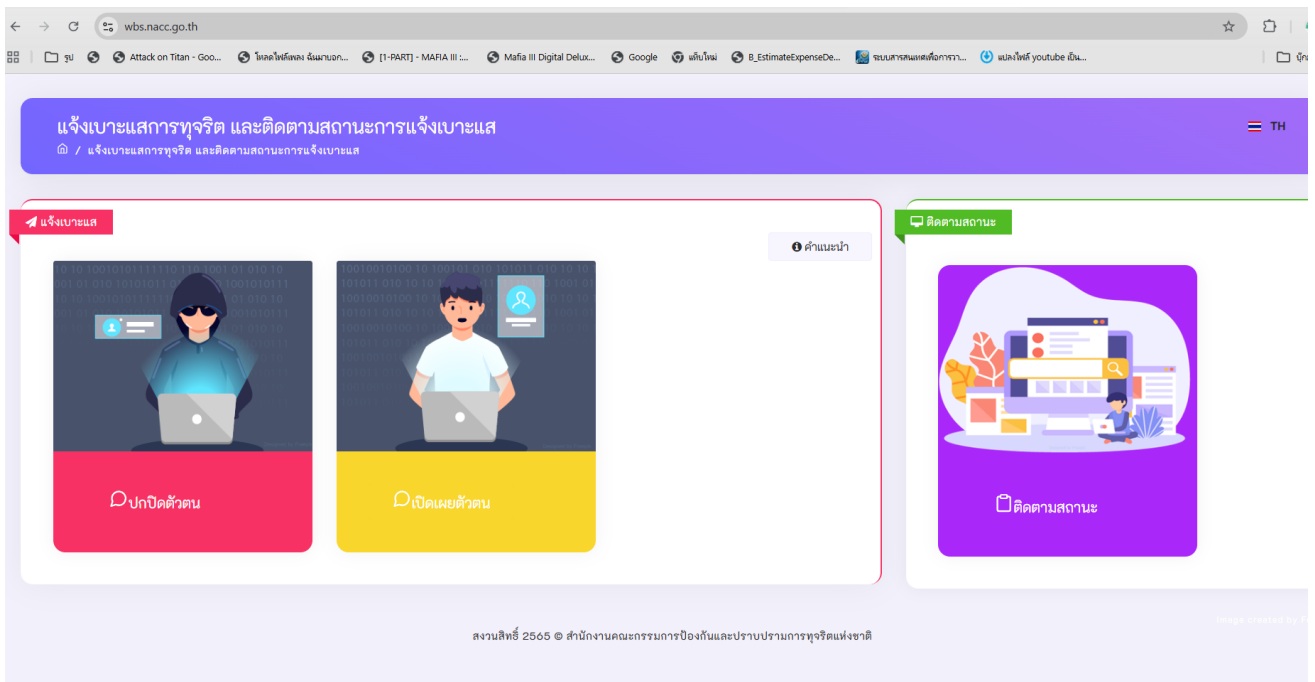 wbs.nacc.go.th
รูป
Attack on Titan - Goo...
โหลดไฟล์เพลง ฉันมาบอก...
[1-PART] - MAFIA III :...
Mafia III Digital Delux...
Google
แท็บใหม่
B_EstimateExpenseDe...
ระบบสารสนเทศเพื่อการวา...
แปลงไฟล์ youtube เป็น...
แจ้งเบาะแสการทุจริต และติดตามสถานะการแจ้งเบาะแส
TH
/ แจ้งเบาะแสการทุจริต และติดตามสถานะการแจ้งเบาะแส
แจ้งเบาะแส
ติดตามสถานะ
คำแนะนำ
ปกปิดตัวตน
เปิดเผยตัวตน
ติดตามสถานะ
Image created by F
สงวนสิทธิ์ 2565 © สำนักงานคณะกรรมการป้องกันและปราบปรามการทุจริตแห่งชาติ